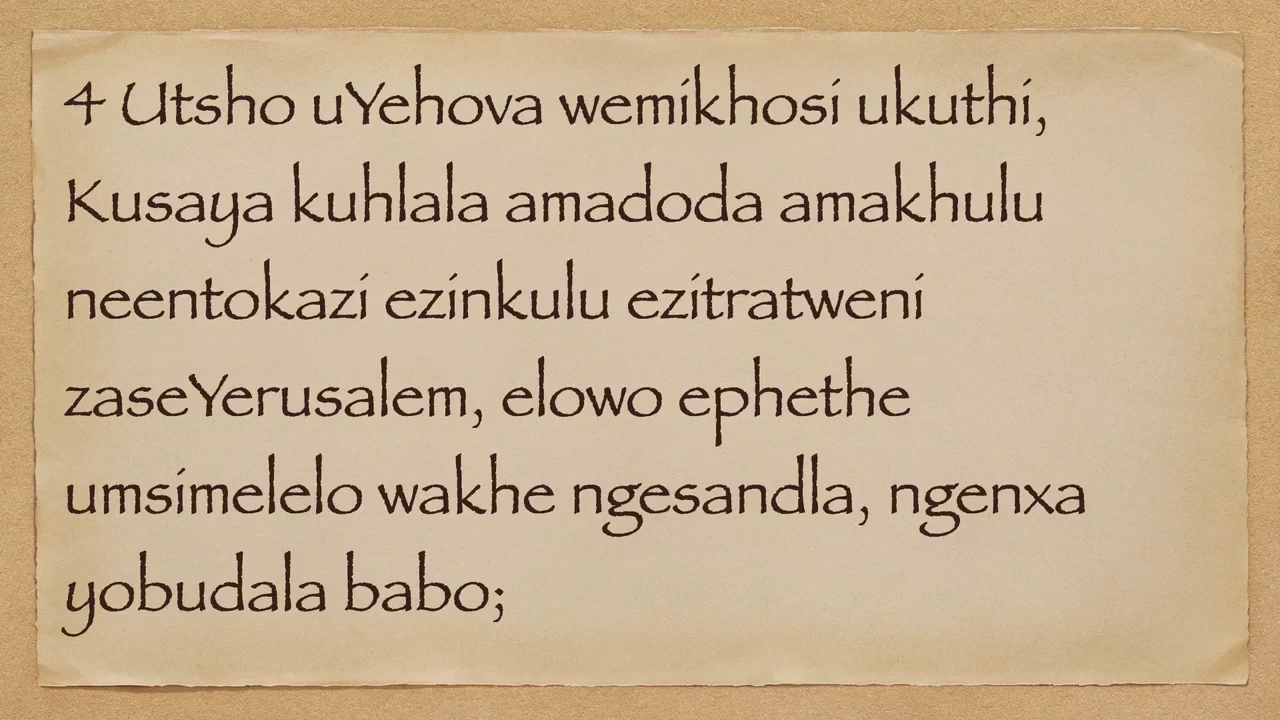 4 Utsho uYehova wemikhosi ukuthi,
Kusaya kuhlala amadoda amakhulu
neentokazi ezinkulu ezitratweni
zaseYerusalem, elowo ephethe
umsimelelo wakhe ngesandla, ngenxa
yobudala babo;